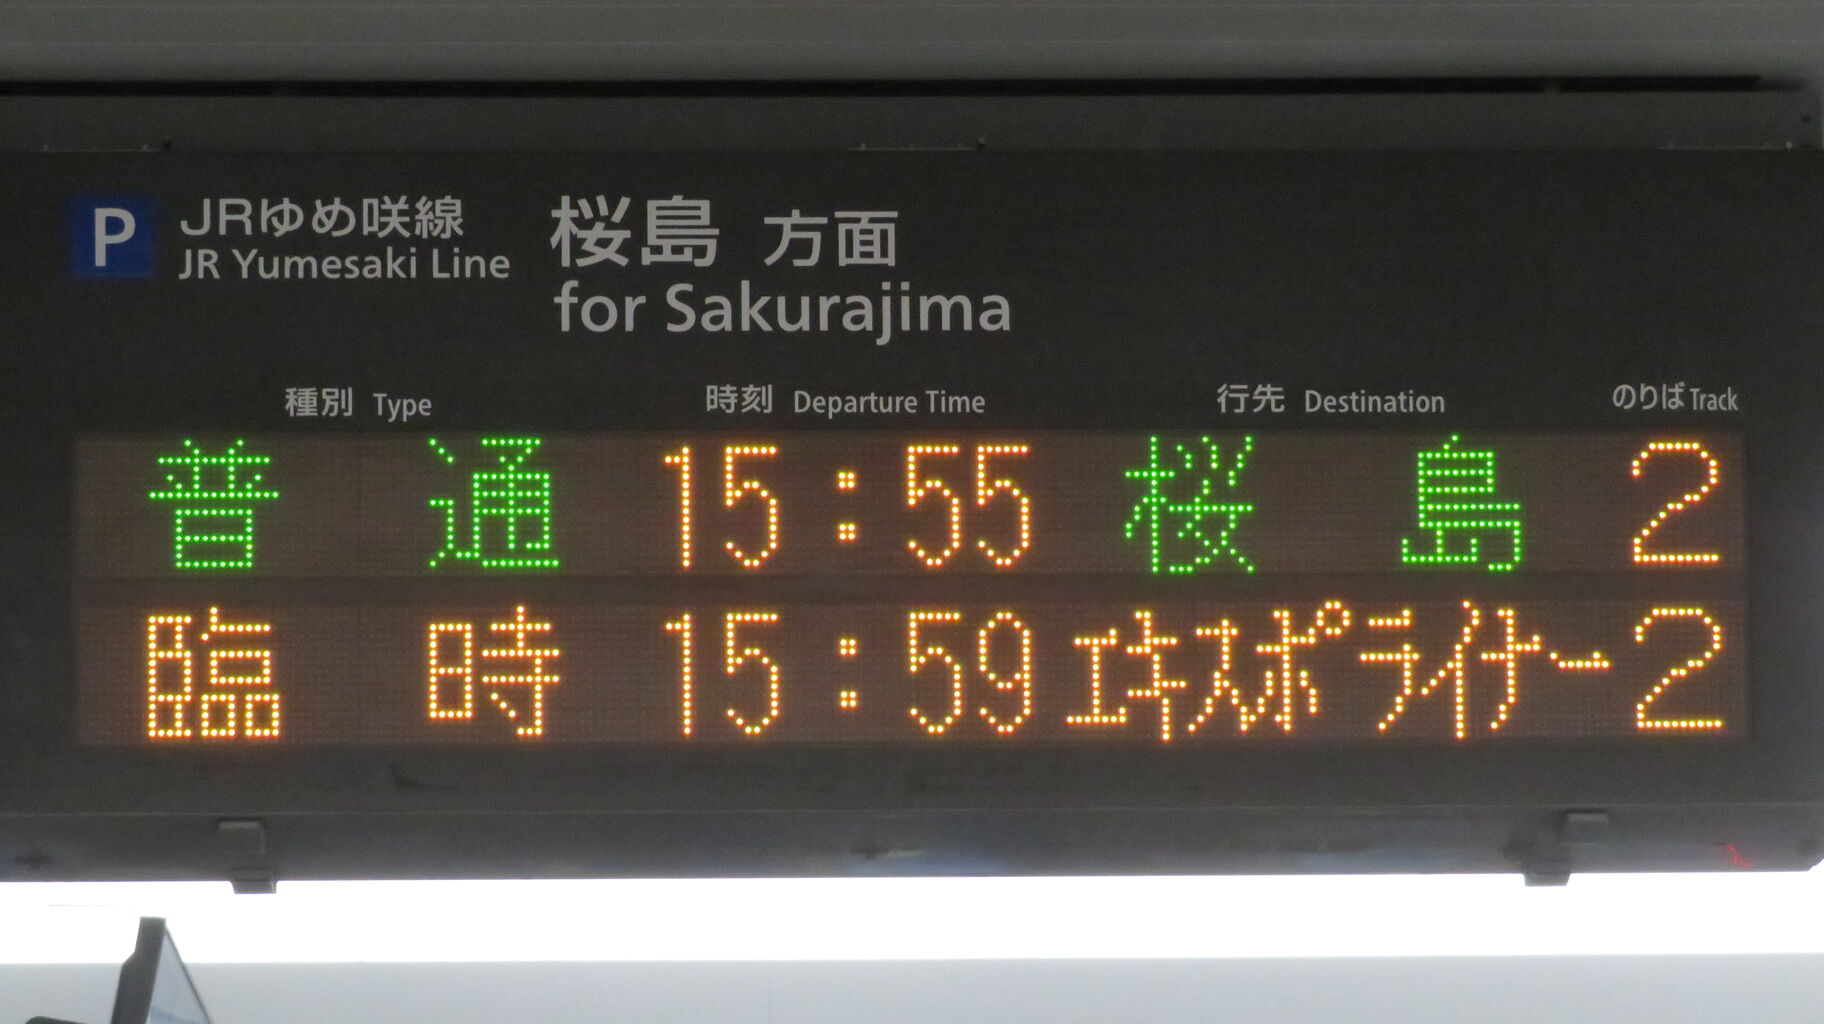 P JRゆめ咲線 桜島 方面
JR Yumesaki Line for Sakurajima
種別 Type 時刻 Departure Time 行先 Destination のりば Track
普通 15:55 桜島 2
臨時 15:59 ｴｷｽﾎﾟﾗｲﾅｰ 2